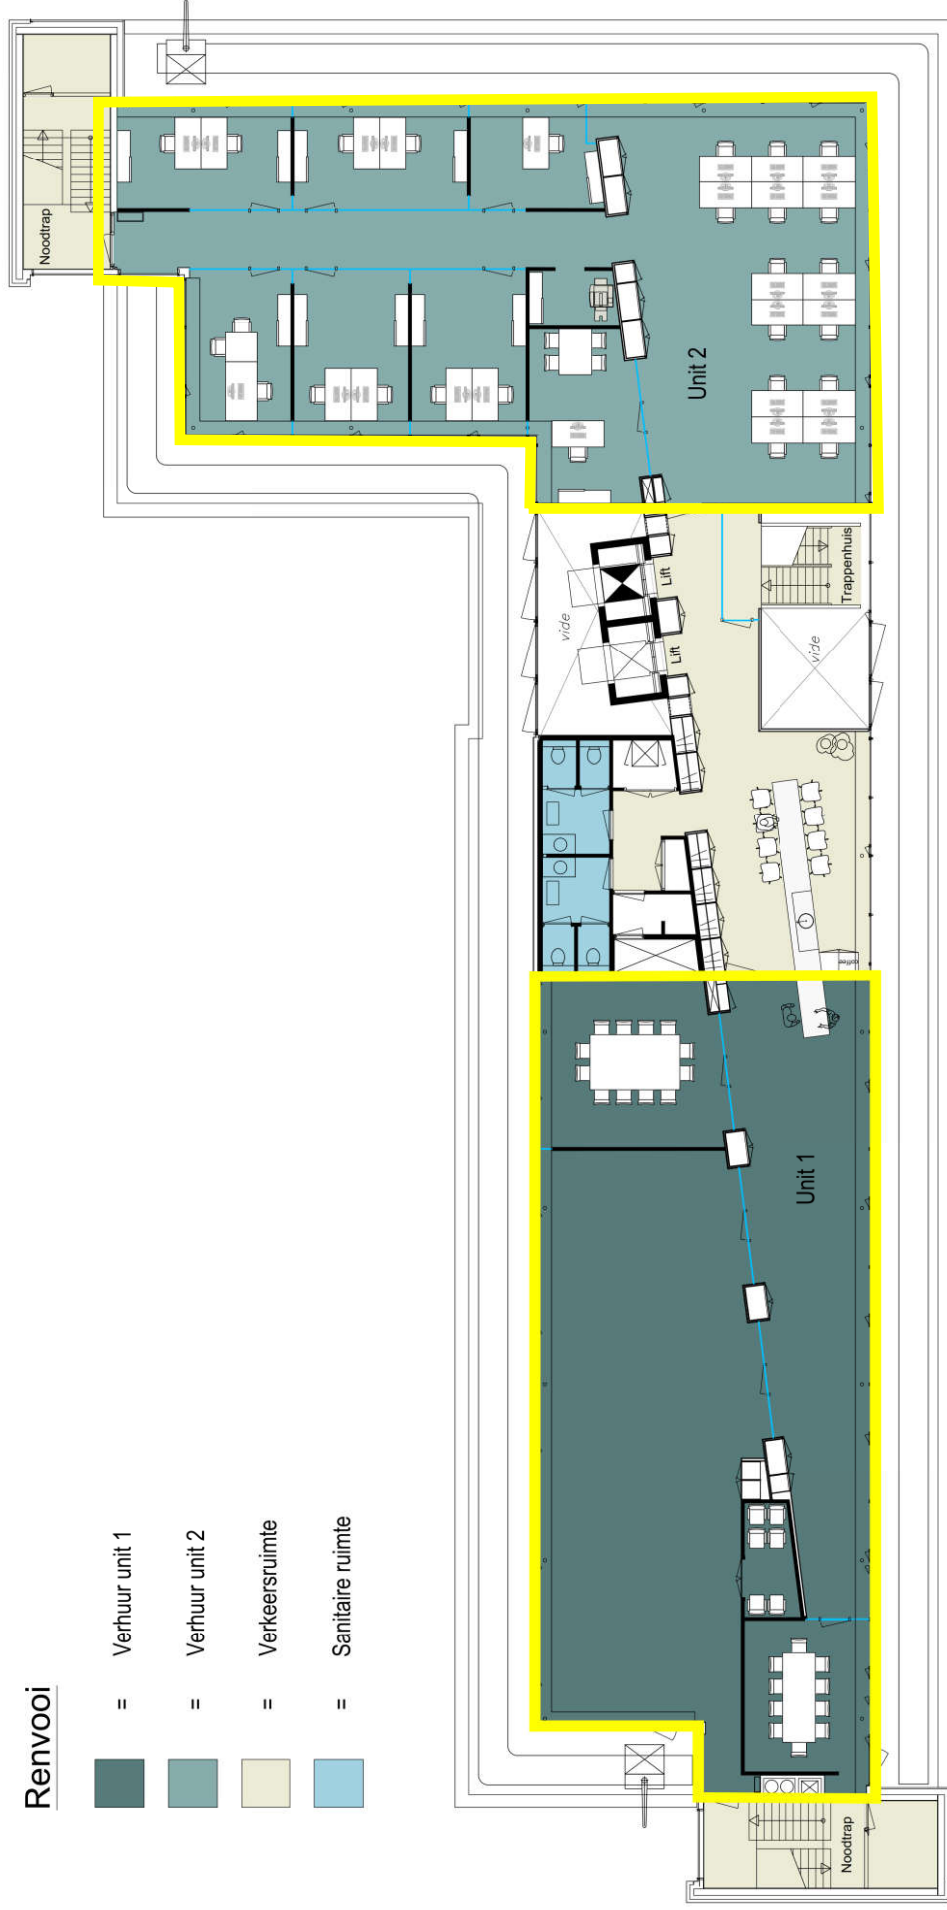 Renvooi
= Verhuur unit 1
= Verhuur unit 2
= Verkeersruimte
= Sanitaire ruimte
Noodtrap
Unit 1
coffee
Lift
Lift
vide
vide
Trappenhuis
Unit 2
Noodtrap